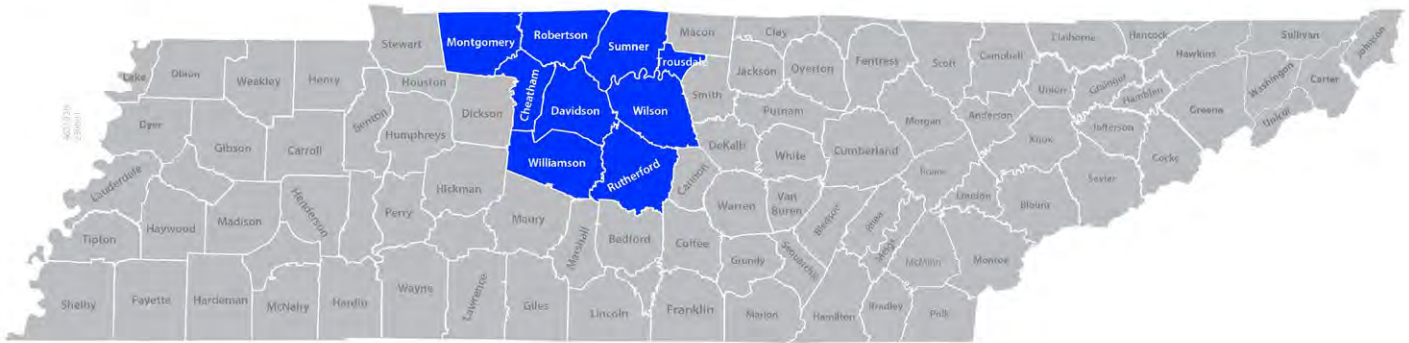 Stewart
Montgomery
Robertson
Sumner
Macon
Clay
Claiborne
Hancock
Sullivan
Johnson
Lake
Obion
Weakley
Henry
Houston
Trousdale
Jackson
Overton
Fentress
Scott
Campbell
Hawkins
Washington
Carter
Dyer
Gibson
Carroll
Benton
Humphreys
Dickson
Cheatham
Davidson
Wilson
Smith
Putnam
Morgan
Anderson
Union
Grainger
Hamblen
Greene
Unicoi
Lauderdale
Haywood
Madison
Henderson
Perry
Hickman
Williamson
Rutherford
Cannon
DeKalb
White
Cumberland
Roane
Knox
Jefferson
Cocke
Tipton
Maury
Marshall
Bedford
Coffee
Warren
Van
Buren
Bledsoe
Rhea
Meigs
Loudon
Blount
Sevier
Shelby
Fayette
Hardeman
McNairy
Hardin
Wayne
Lawrence
Giles
Lincoln
Franklin
Grundy
Sequatchie
Marion
Hamilton
Bradley
McMinn
Polk
Monroe